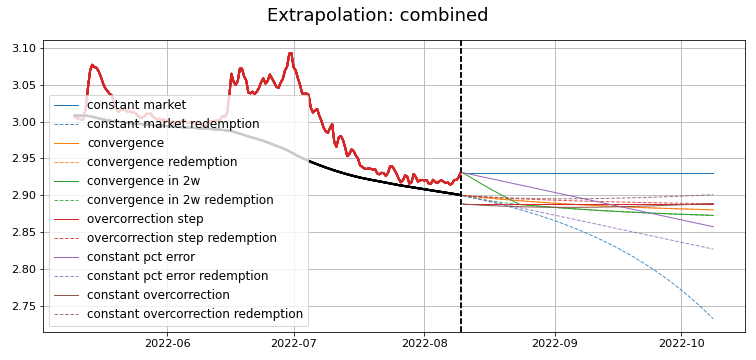 Extrapolation: combined
3.10
3.05
3.00
2.95
2.90
2.85
2.80
2.75
constant market
constant market redemption
convergence
convergence redemption
convergence in 2w
convergence in 2w redemption
overcorrection step
overcorrection step redemption
constant pct error
constant pct error redemption
constant overcorrection
constant overcorrection redemption
2022-06 2022-07 2022-08 2022-09 2022-10